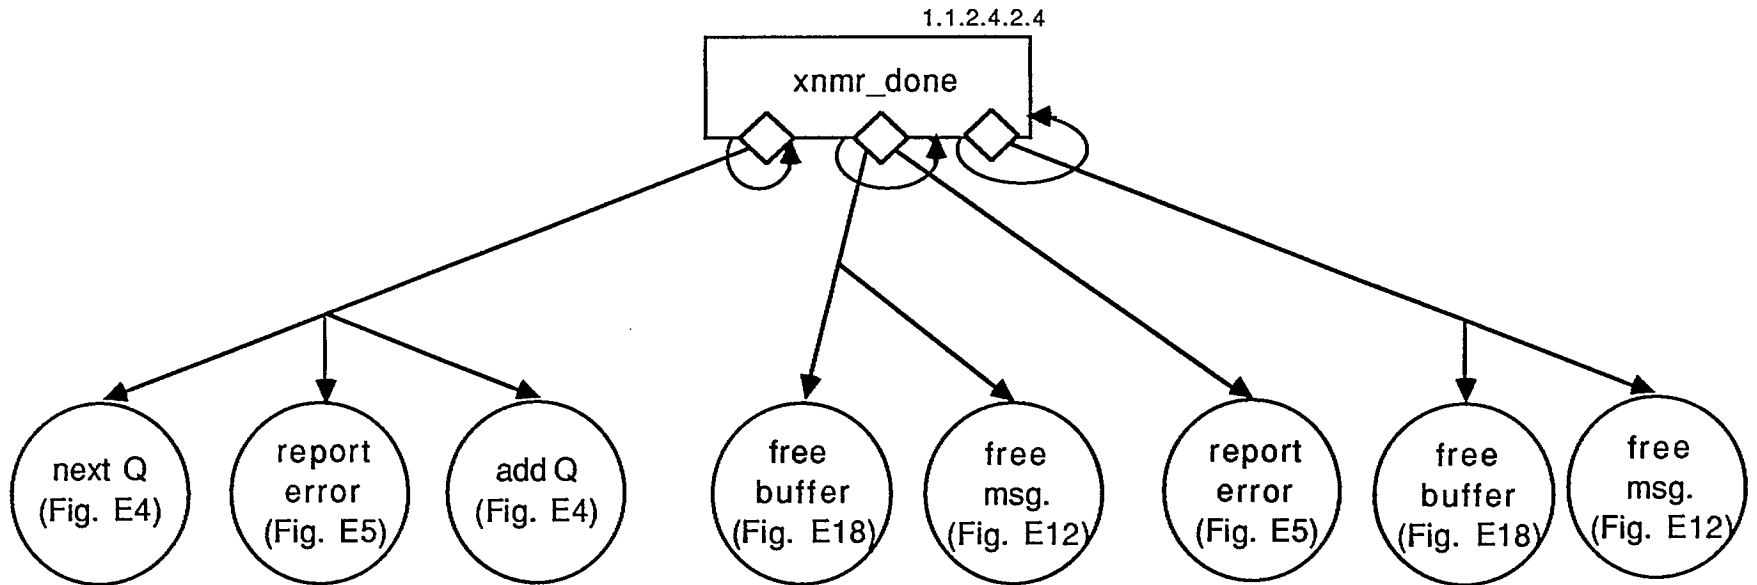 1.1.2.4.2.4
xnmr_done
next Q
(Fig. E4)
report
error
(Fig. E5)
add Q
(Fig. E4)
free
buffer
(Fig. E18)
free
msg.
(Fig. E12)
report
error
(Fig. E5)
free
buffer
(Fig. E18)
free
msg.
(Fig. E12)